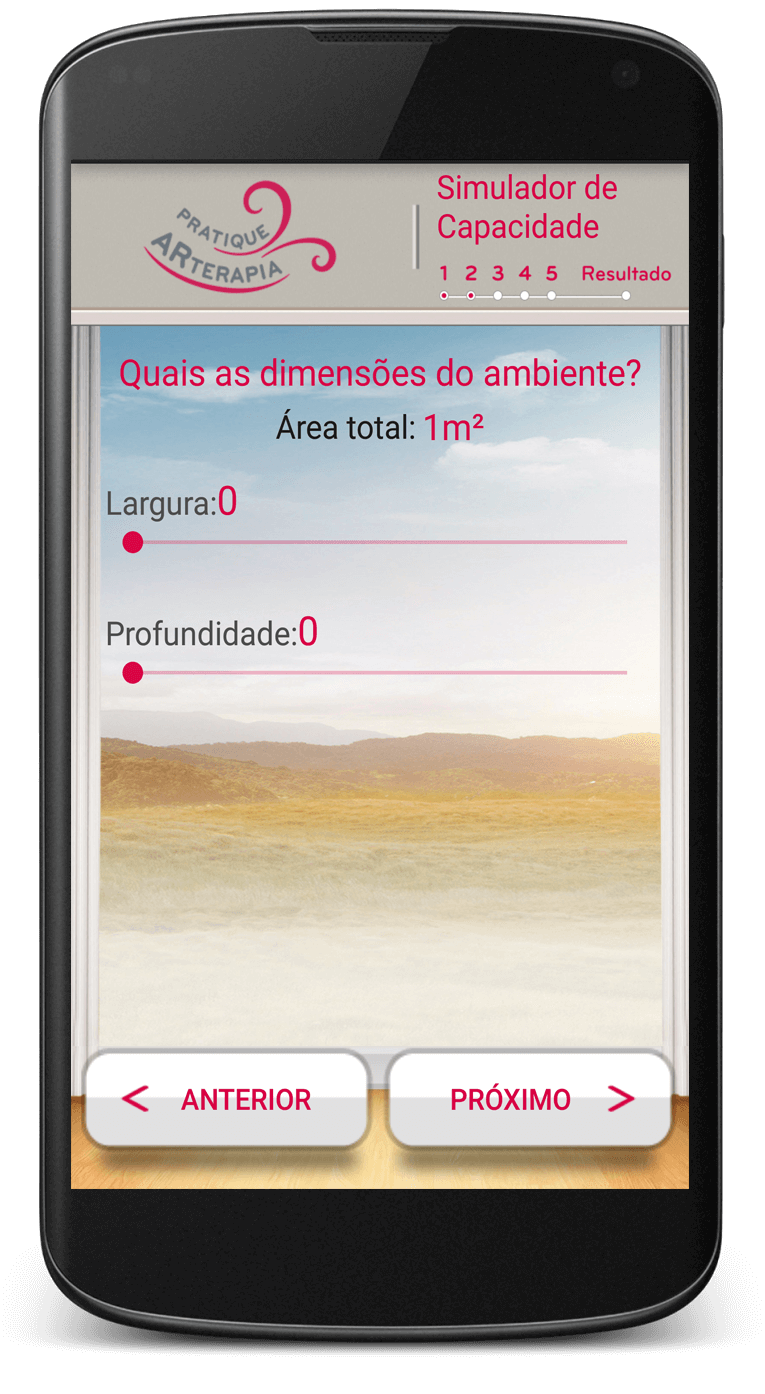 PRATIQUE
ARTERAPIA
Simulador de
Capacidade
1 2 3 4 5 Resultado
Quais as dimensões do ambiente?
Área total: 1m²
Largura:0
Profundidade:0
< ANTERIOR
PRÓXIMO >